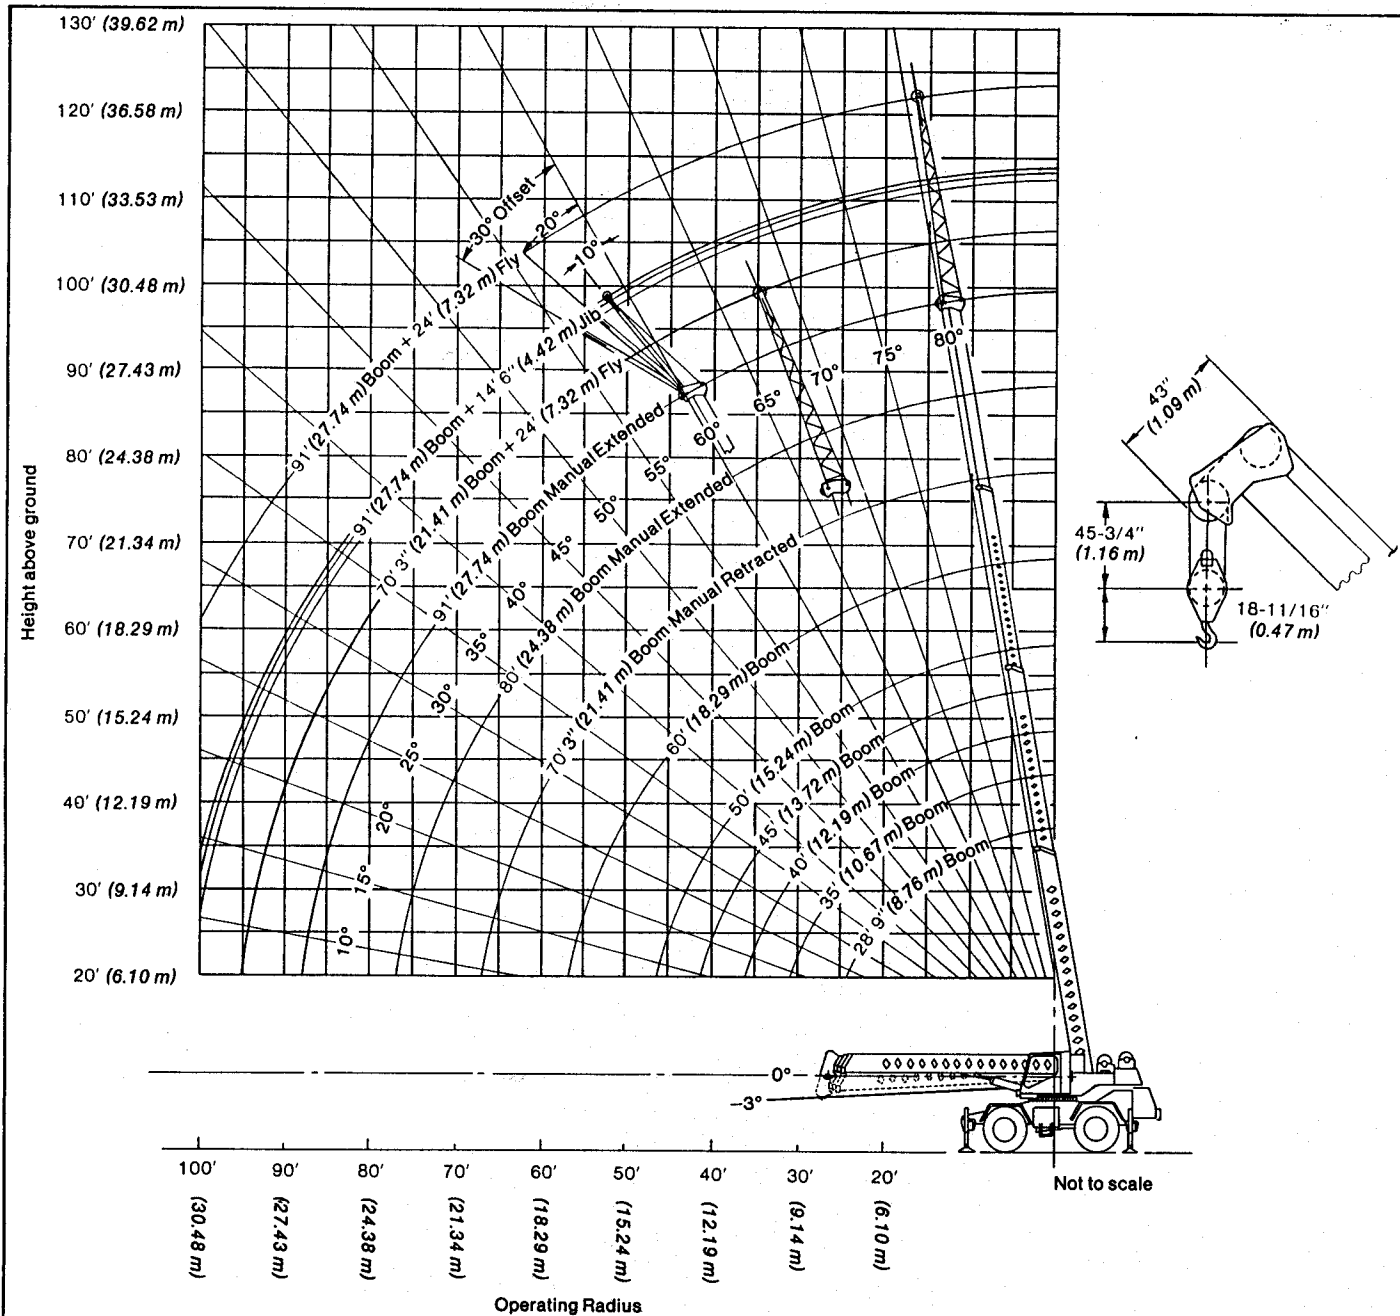 130′ (39.62 m)
120′ (36.58 m)
110′ (33.53 m)
100′ (30.48 m)
90′ (27.43 m)
80′ (24.38 m)
70′ (21.34 m)
60′ (18.29 m)
50′ (15.24 m)
40′ (12.19 m)
30′ (9.14 m)
20′ (6.10 m)
Height above ground
30° Offset
20°
10°
91′ (27.74 m) Boom + 24′ (7.32 m) Fly
91′ (27.74 m) Boom + 14′ 6″ (4.42 m) Jib
70′ 3″ (21.41 m) Boom + 24′ (7.32 m) Fly
91′ (27.74 m) Boom Manual Extended
80′ (24.38 m) Boom Manual Extended
70′ 3″ (21.41 m) Boom Manual Retracted
60′ (18.29 m) Boom
50′ (15.24 m) Boom
45′ (13.72 m) Boom
40′ (12.19 m) Boom
35′ (10.67 m) Boom
28′ 9″ (8.76 m) Boom
80°
75°
70°
65°
60°
55°
50°
45°
40°
35°
30°
25°
20°
15°
10°
0°
–3°
43″
(1.09 m)
45-3/4″
(1.16 m)
18-11/16″
(0.47 m)
Not to scale
100′ 90′ 80′ 70′ 60′ 50′ 40′ 30′ 20′
(30.48 m) (27.43 m) (24.38 m) (21.34 m) (18.29 m) (15.24 m) (12.19 m) (9.14 m) (6.10 m)
Operating Radius